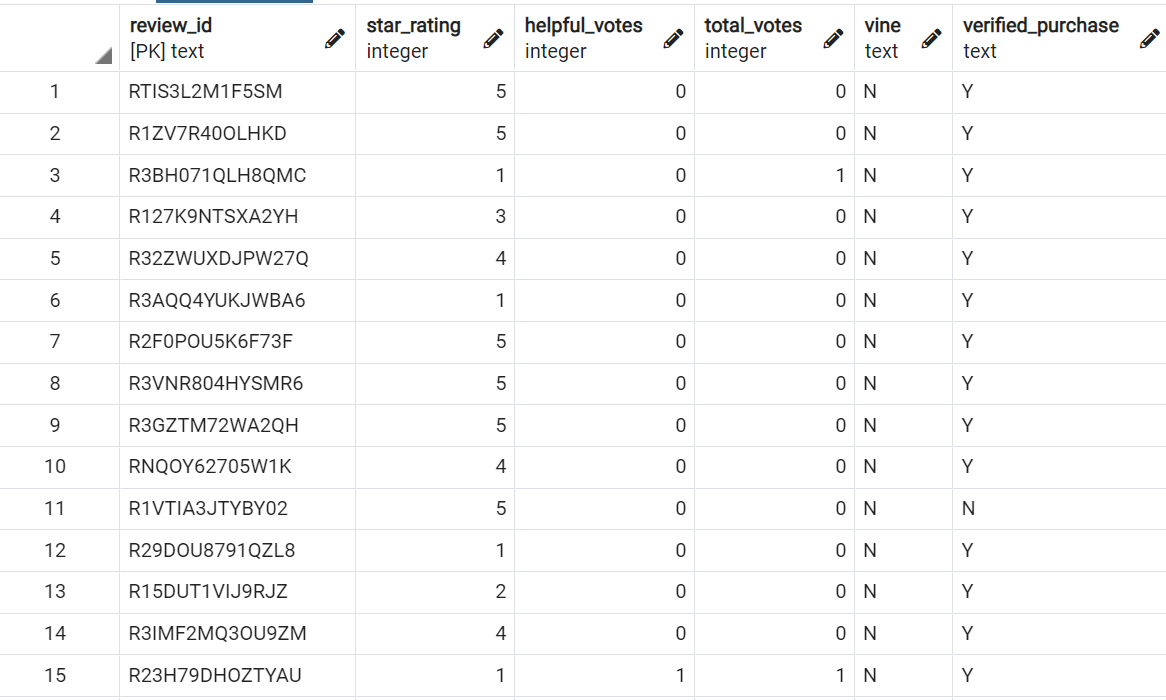 review_id star_rating helpful_votes total_votes vine verified_purchase
[PK] text integer integer integer text text
1 RTIS3L2M1F5SM 5 0 0 N Y
2 R1ZV7R40OLHKD 5 0 0 N Y
3 R3BH071QLH8QMC 1 0 1 N Y
4 R127K9NTSXA2YH 3 0 0 N Y
5 R32ZWUXDJPW27Q 4 0 0 N Y
6 R3AQQ4YUKJWBA6 1 0 0 N Y
7 R2F0POU5K6F73F 5 0 0 N Y
8 R3VNR804HYSMR6 5 0 0 N Y
9 R3GZTM72WA2QH 5 0 0 N Y
10 RNQOY62705W1K 4 0 0 N Y
11 R1VTIA3JTYBY02 5 0 0 N N
12 R29DOU8791QZL8 1 0 0 N Y
13 R15DUT1VIJ9RJZ 2 0 0 N Y
14 R3IMF2MQ3OU9ZM 4 0 0 N Y
15 R23H79DHOZTYAU 1 1 1 N Y